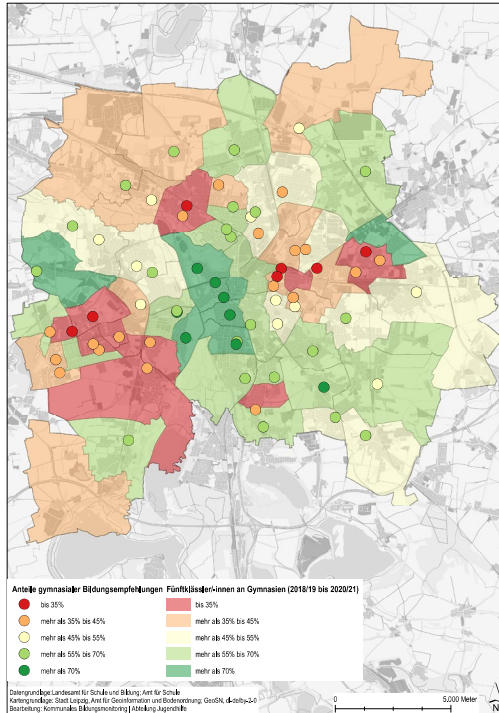 Anteile gymnasialer Bildungsempfehlungen Fünftklässler/-innen an Gymnasien (2018/19 bis 2020/21)
bis 35% bis 35%
mehr als 35% bis 45% mehr als 35% bis 45%
mehr als 45% bis 55% mehr als 45% bis 55%
mehr als 55% bis 70% mehr als 55% bis 70%
mehr als 70% mehr als 70%
Datengrundlage:Landesamt für Schule und Bildung; Amt für Schule
Kartengrundlage: Stadt Leipzig, Amt für Geoinformation und Bodenordnung; GeoSN, dl-de/by-2-0
Bearbeitung: Kommunales Bildungsmonitoring | Abteilung Jugendhilfe
0 5,000 Meter